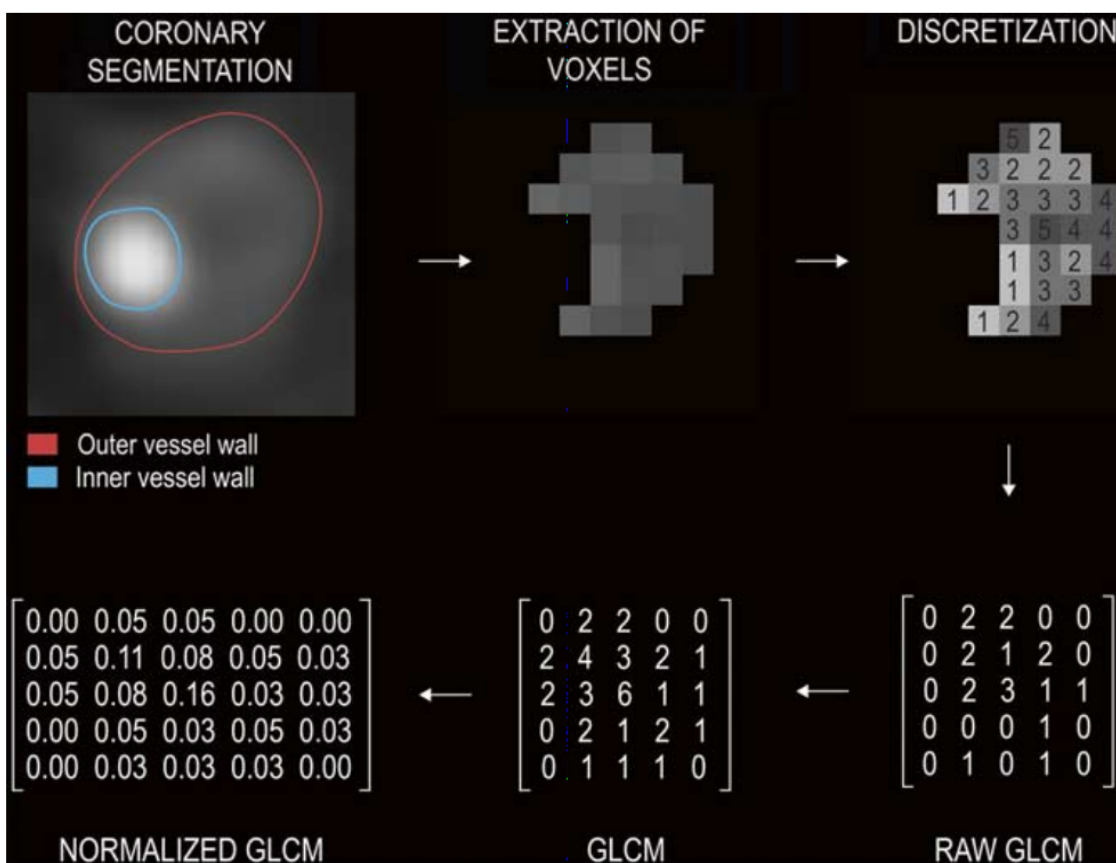 CORONARY
SEGMENTATION
EXTRACTION OF
VOXELS
DISCRETIZATION
5 2
3 2 2 2
1 2 3 3 3 4
3 5 4 4
1 3 2 4
1 3 3
1 2 4
Outer vessel wall
Inner vessel wall
0.00 0.05 0.05 0.00 0.00
0.05 0.11 0.08 0.05 0.03
0.05 0.08 0.16 0.03 0.03
0.00 0.05 0.03 0.05 0.03
0.00 0.03 0.03 0.03 0.00
NORMALIZED GLCM
0 2 2 0 0
2 4 3 2 1
2 3 6 1 1
0 2 1 2 1
0 1 1 1 0
GLCM
0 2 2 0 0
0 2 1 2 0
0 2 3 1 1
0 0 0 1 0
0 1 0 1 0
RAW GLCM